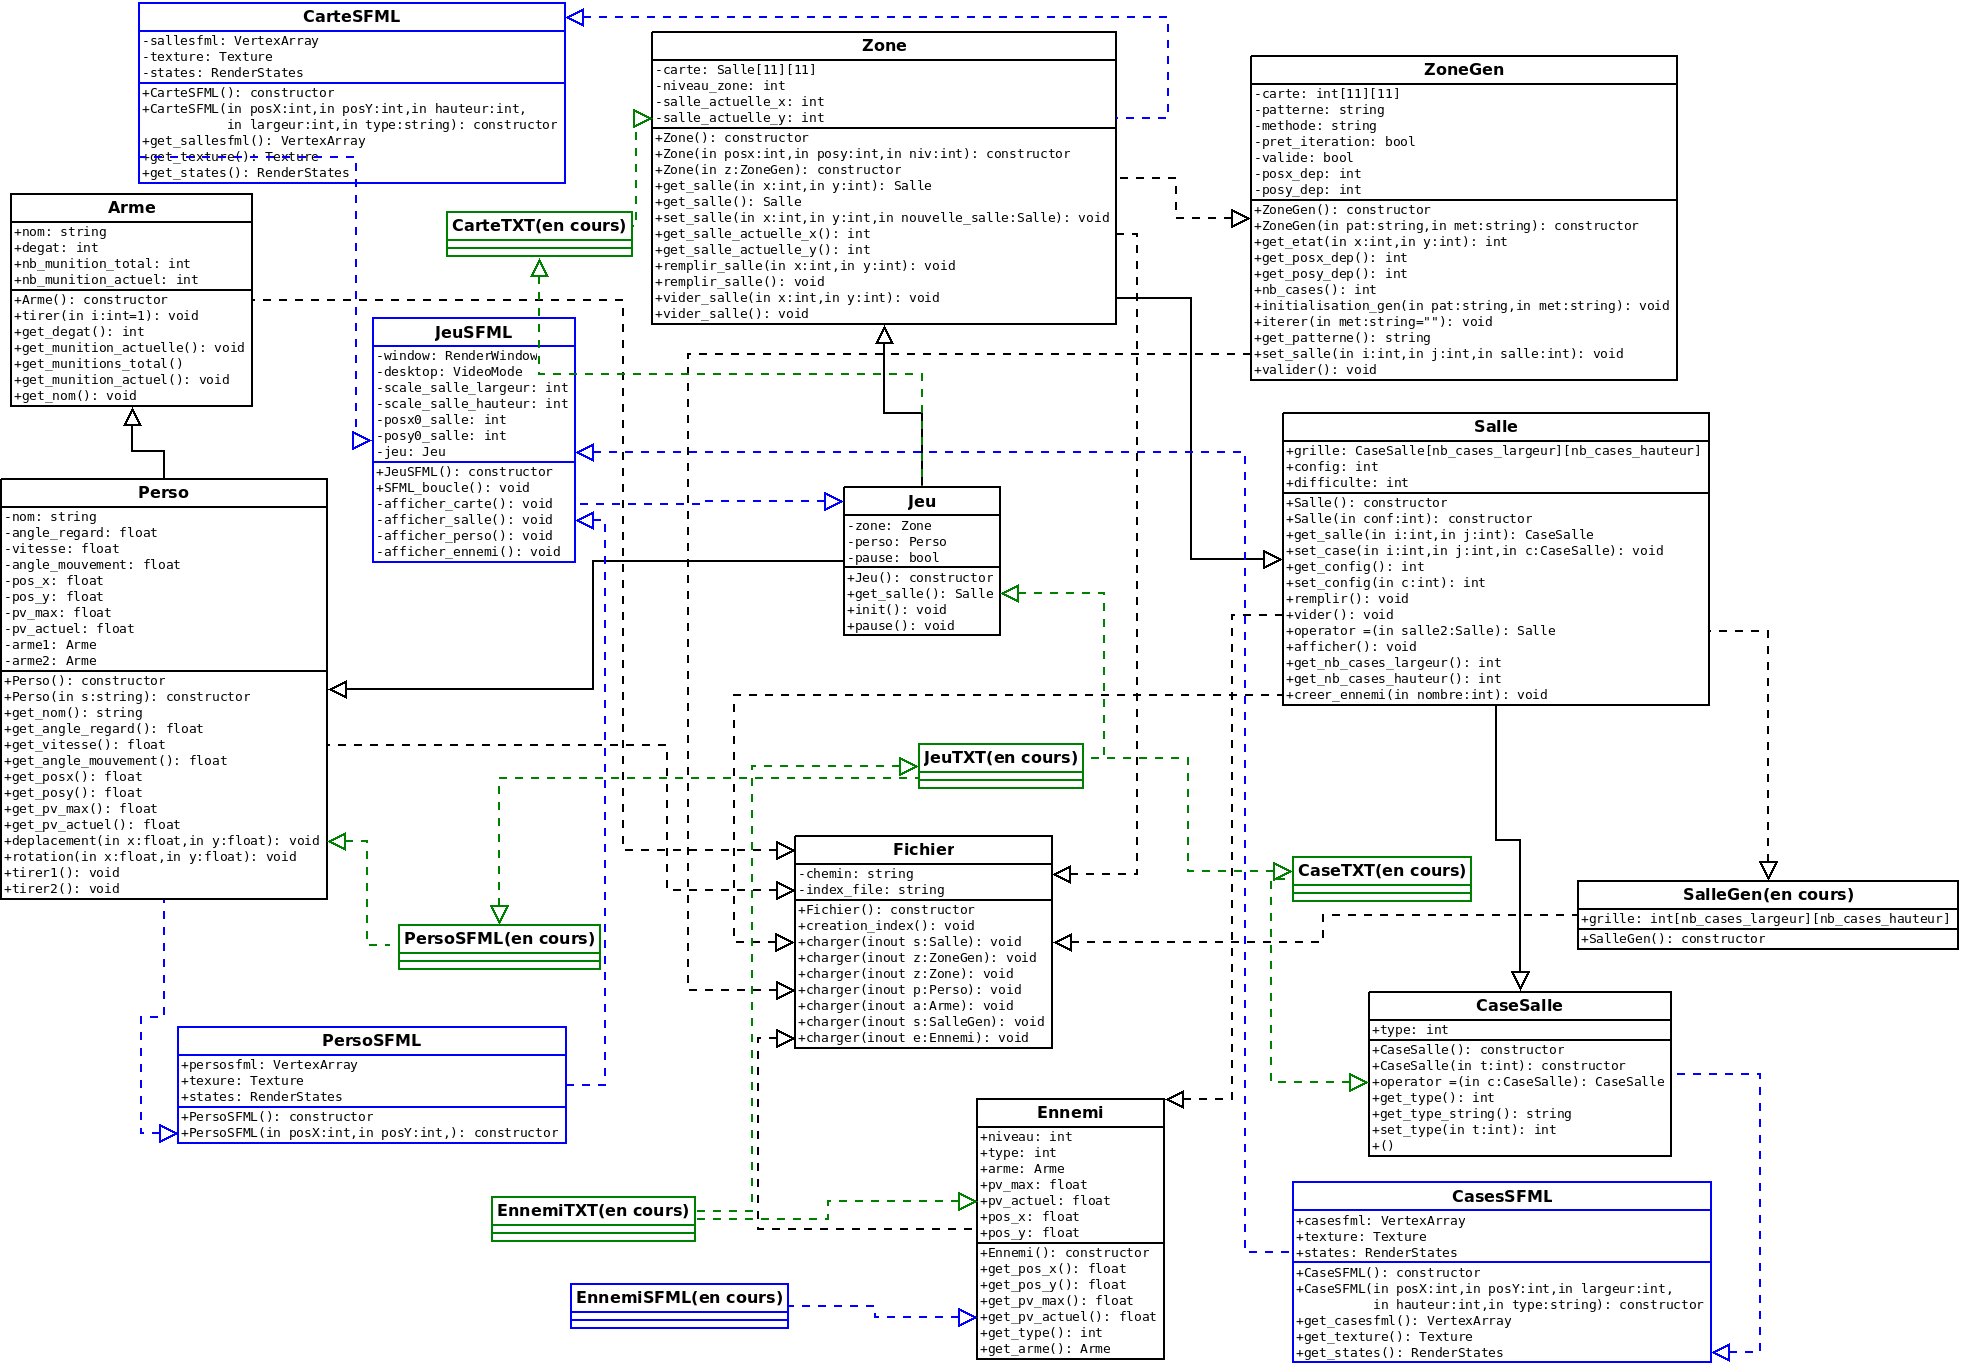 CarteSFML
-sallesfml: VertexArray
-texture: Texture
-states: RenderStates
+CarteSFML(): constructor
+CarteSFML(in posX:int,in posY:int,in hauteur:int,
in largeur:int,in type:string): constructor
+get_sallesfml(): VertexArray
+get_texture(): Texture
+get_states(): RenderStates
Zone
-carte: Salle[11][11]
-niveau_zone: int
-salle_actuelle_x: int
-salle_actuelle_y: int
+Zone(): constructor
+Zone(in posx:int,in posy:int,in niv:int): constructor
+Zone(in z:ZoneGen): constructor
+get_salle(in x:int,in y:int): Salle
+get_salle(): Salle
+set_salle(in x:int,in y:int,in nouvelle_salle:Salle): void
+get_salle_actuelle_x(): int
+get_salle_actuelle_y(): int
+remplir_salle(in x:int,in y:int): void
+remplir_salle(): void
+vider_salle(in x:int,in y:int): void
+vider_salle(): void
ZoneGen
-carte: int[11][11]
-patterne: string
-methode: string
-pret_iteration: bool
-valide: bool
-posx_dep: int
-posy_dep: int
+ZoneGen(): constructor
+ZoneGen(in pat:string,in met:string): constructor
+get_etat(in x:int,in y:int): int
+get_posx_dep(): int
+get_posy_dep(): int
+nb_cases(): int
+initialisation_gen(in pat:string,in met:string): void
+iterer(in met:string=""): void
+get_patterne(): string
+set_salle(in i:int,in j:int,in salle:int): void
+valider(): void
Arme
+nom: string
+degat: int
+nb_munition_total: int
+nb_munition_actuel: int
+Arme(): constructor
+tirer(in i:int=1): void
+get_degat(): int
+get_munition_actuelle(): void
+get_munitions_total()
+get_munition_actuel(): void
+get_nom(): void
CarteTXT(en cours)
JeuSFML
-window: RenderWindow
-desktop: VideoMode
-scale_salle_largeur: int
-scale_salle_hauteur: int
-posx0_salle: int
-posy0_salle: int
-jeu: Jeu
+JeuSFML(): constructor
+SFML_boucle(): void
-afficher_carte(): void
-afficher_salle(): void
-afficher_perso(): void
-afficher_ennemi(): void
Salle
+grille: CaseSalle[nb_cases_largeur][nb_cases_hauteur]
+config: int
+difficulte: int
+Salle(): constructor
+Salle(in conf:int): constructor
+get_salle(in i:int,in j:int): CaseSalle
+set_case(in i:int,in j:int,in c:CaseSalle): void
+get_config(): int
+set_config(in c:int): int
+remplir(): void
+vider(): void
+operator =(in salle2:Salle): Salle
+afficher(): void
+get_nb_cases_largeur(): int
+get_nb_cases_hauteur(): int
+creer_ennemi(in nombre:int): void
Perso
-nom: string
-angle_regard: float
-vitesse: float
-angle_mouvement: float
-pos_x: float
-pos_y: float
-pv_max: float
-pv_actuel: float
-arme1: Arme
-arme2: Arme
+Perso(): constructor
+Perso(in s:string): constructor
+get_nom(): string
+get_angle_regard(): float
+get_vitesse(): float
+get_angle_mouvement(): float
+get_posx(): float
+get_posy(): float
+get_pv_max(): float
+get_pv_actuel(): float
+deplacement(in x:float,in y:float): void
+rotation(in x:float,in y:float): void
+tirer1(): void
+tirer2(): void
Jeu
-zone: Zone
-perso: Perso
-pause: bool
+Jeu(): constructor
+get_salle(): Salle
+init(): void
+pause(): void
JeuTXT(en cours)
Fichier
-chemin: string
-index_file: string
+Fichier(): constructor
+creation_index(): void
+charger(inout s:Salle): void
+charger(inout z:ZoneGen): void
+charger(inout z:Zone): void
+charger(inout p:Perso): void
+charger(inout a:Arme): void
+charger(inout s:SalleGen): void
+charger(inout e:Ennemi): void
CaseTXT(en cours)
SalleGen(en cours)
+grille: int[nb_cases_largeur][nb_cases_hauteur]
+SalleGen(): constructor
PersoSFML(en cours)
CaseSalle
+type: int
+CaseSalle(): constructor
+CaseSalle(in t:int): constructor
+operator =(in c:CaseSalle): CaseSalle
+get_type(): int
+get_type_string(): string
+set_type(in t:int): int
+()
PersoSFML
+persosfml: VertexArray
+texure: Texture
+states: RenderStates
+PersoSFML(): constructor
+PersoSFML(in posX:int,in posY:int,): constructor
Ennemi
+niveau: int
+type: int
+arme: Arme
+pv_max: float
+pv_actuel: float
+pos_x: float
+pos_y: float
+Ennemi(): constructor
+get_pos_x(): float
+get_pos_y(): float
+get_pv_max(): float
+get_pv_actuel(): float
+get_type(): int
+get_arme(): Arme
EnnemiTXT(en cours)
EnnemiSFML(en cours)
CasesSFML
+casesfml: VertexArray
+texture: Texture
+states: RenderStates
+CaseSFML(): constructor
+CaseSFML(in posX:int,in posY:int,in largeur:int,
in hauteur:int,in type:string): constructor
+get_casesfml(): VertexArray
+get_texture(): Texture
+get_states(): RenderStates